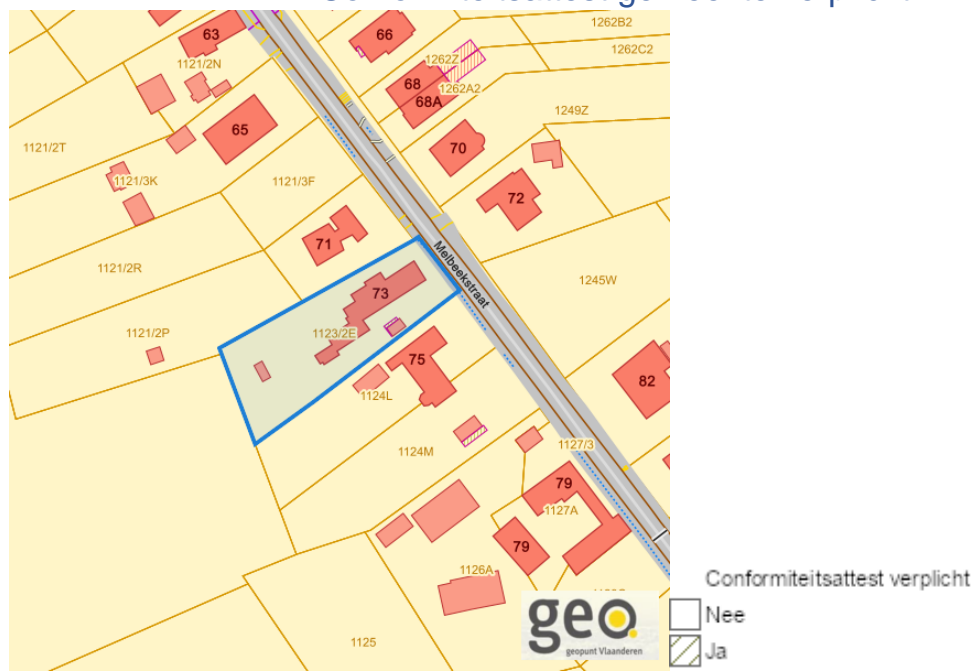 63
66
1262B2
1262C2
1121/2N
1262Z
68
1262A2
68A
1249Z
65
1121/2T
70
1121/3K
1121/3F
72
71
Melbeekstraat
1121/2R
1245W
73
1121/2P
1123/2E
75
82
1124L
1124M
1127/3
79
1127A
79
1126A
1125
geo.
geopunt Vlaanderen
Conformiteitsattest verplicht
Nee
Ja